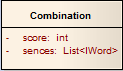 Combination
- score: int
- sences: List<IWord>